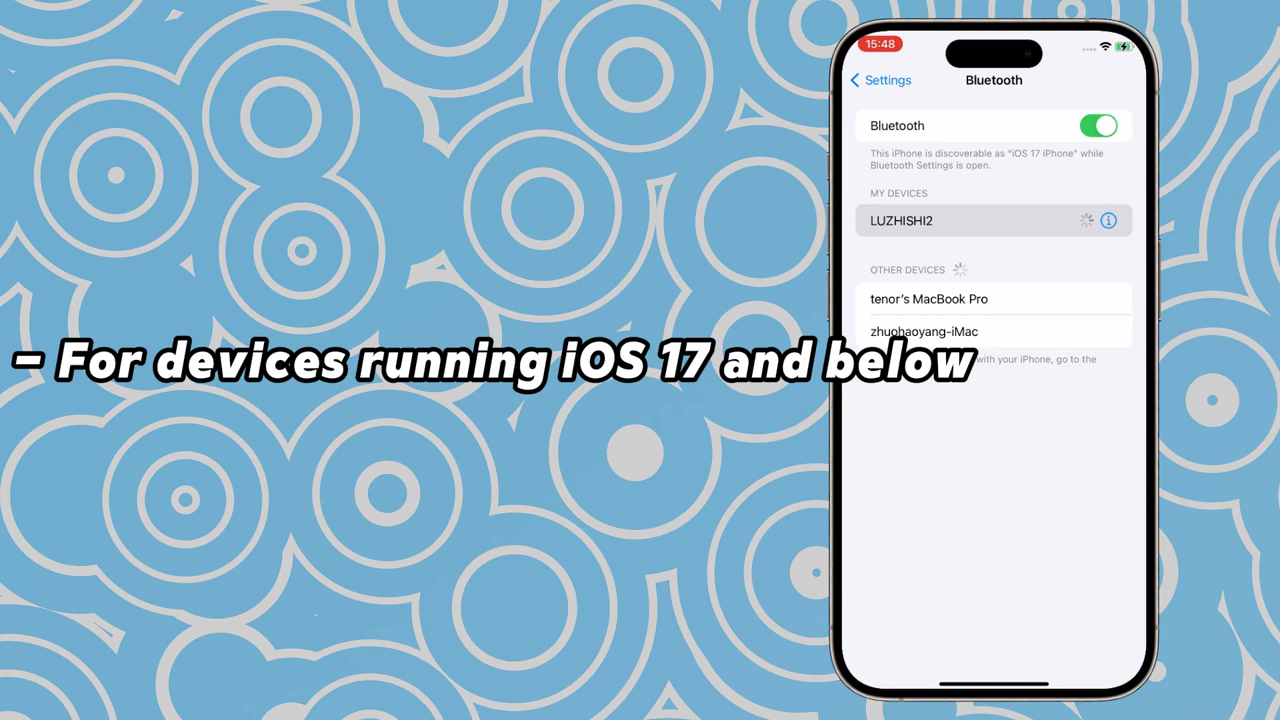 15:48
Settings
Bluetooth
Bluetooth
This iPhone is discoverable as "iOS 17 iPhone" while
Bluetooth Settings is open.
MY DEVICES
LUZHISHI2
OTHER DEVICES
tenor's MacBook Pro
zhuohaoyang-iMac
with your iPhone, go to the
- For devices running iOS 17 and below